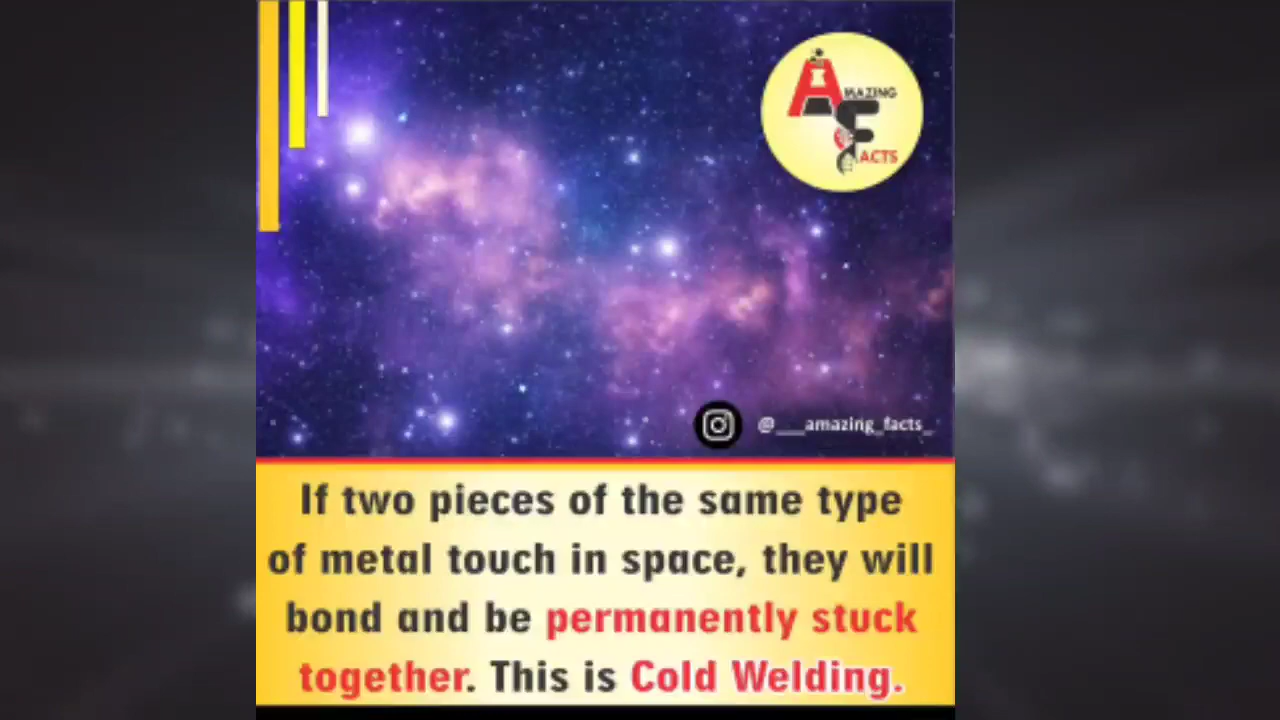 AMAZING
FACTS
@___amazing_facts_
If two pieces of the same type
of metal touch in space, they will
bond and be permanently stuck
together. This is Cold Welding.